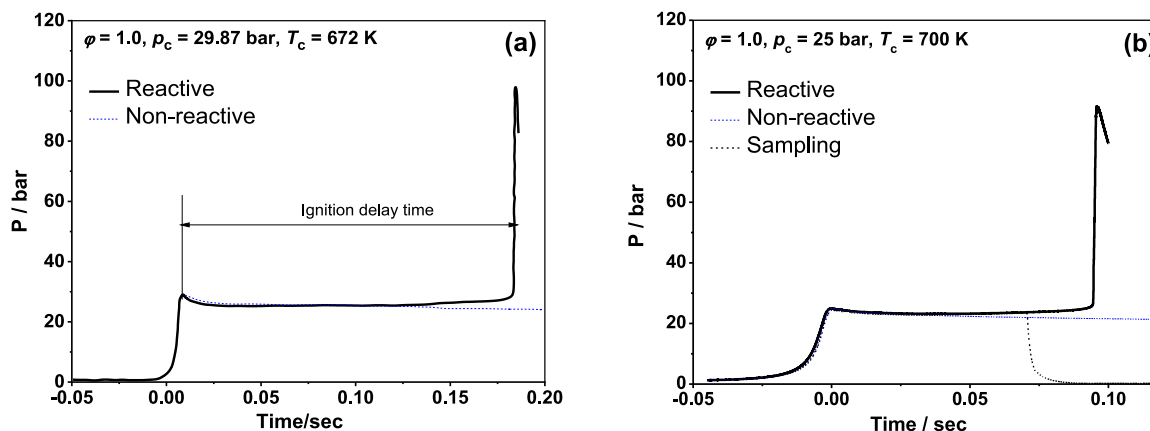 φ = 1.0, pc = 29.87 bar, Tc = 672 K
(a)
Reactive
Non-reactive
Ignition delay time
P / bar
120
100
80
60
40
20
0
-0.05 0.00 0.05 0.10 0.15 0.20
Time/sec
φ = 1.0, pc = 25 bar, Tc = 700 K
(b)
Reactive
Non-reactive
Sampling
P / bar
120
100
80
60
40
20
0
-0.05 0.00 0.05 0.10
Time / sec